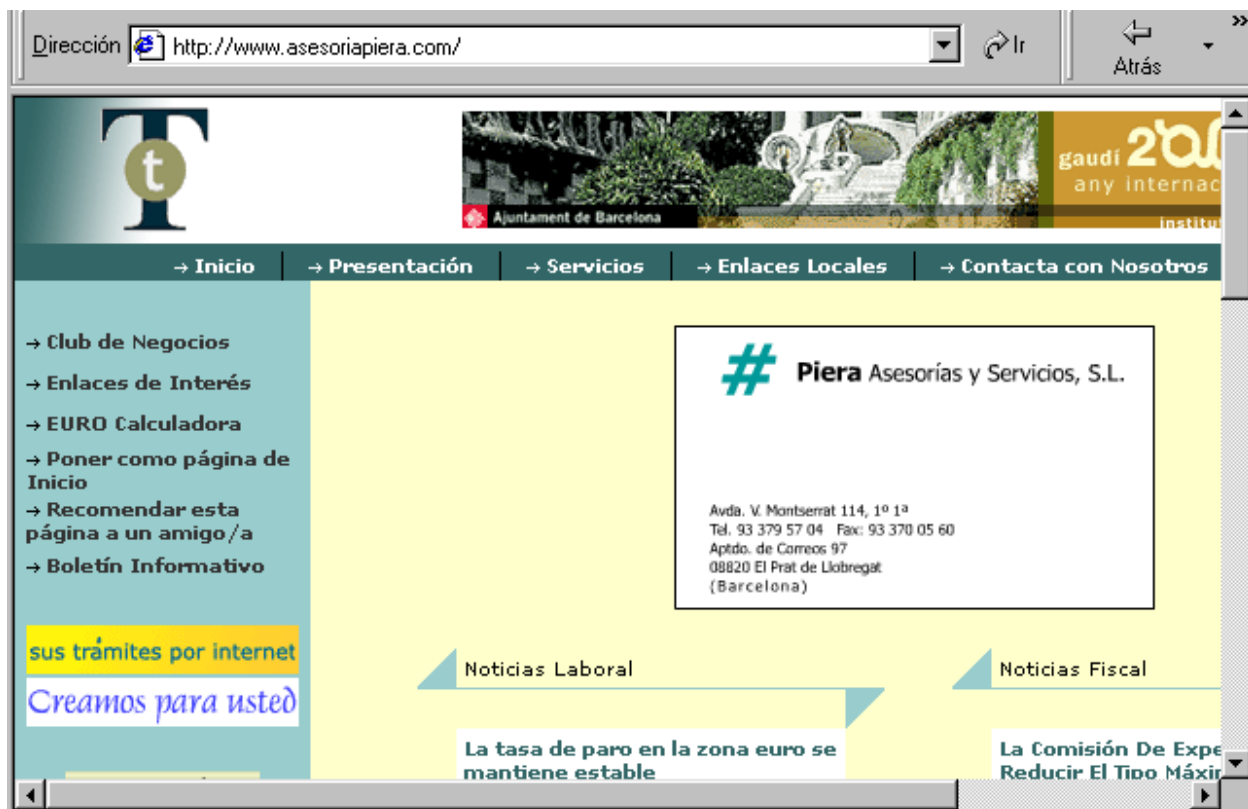 Dirección http://www.asesoriapiera.com/ Ir Atrás »
T
t
Ajuntament de Barcelona
gaudí
any internac
institu
→ Inicio → Presentación → Servicios → Enlaces Locales → Contacta con Nosotros
→ Club de Negocios
→ Enlaces de Interés
→ EURO Calculadora
→ Poner como página de
Inicio
→ Recomendar esta
página a un amigo/a
→ Boletín Informativo
sus trámites por internet
Creamos para usted
# Piera Asesorías y Servicios, S.L.
Avda. V. Montserrat 114, 1º 1ª
Tel. 93 379 57 04 Fax: 93 370 05 60
Aptdo. de Correos 97
08820 El Prat de Llobregat
(Barcelona)
Noticias Laboral
La tasa de paro en la zona euro se
mantiene estable
Noticias Fiscal
La Comisión De Expe
Reducir El Tipo Máxim